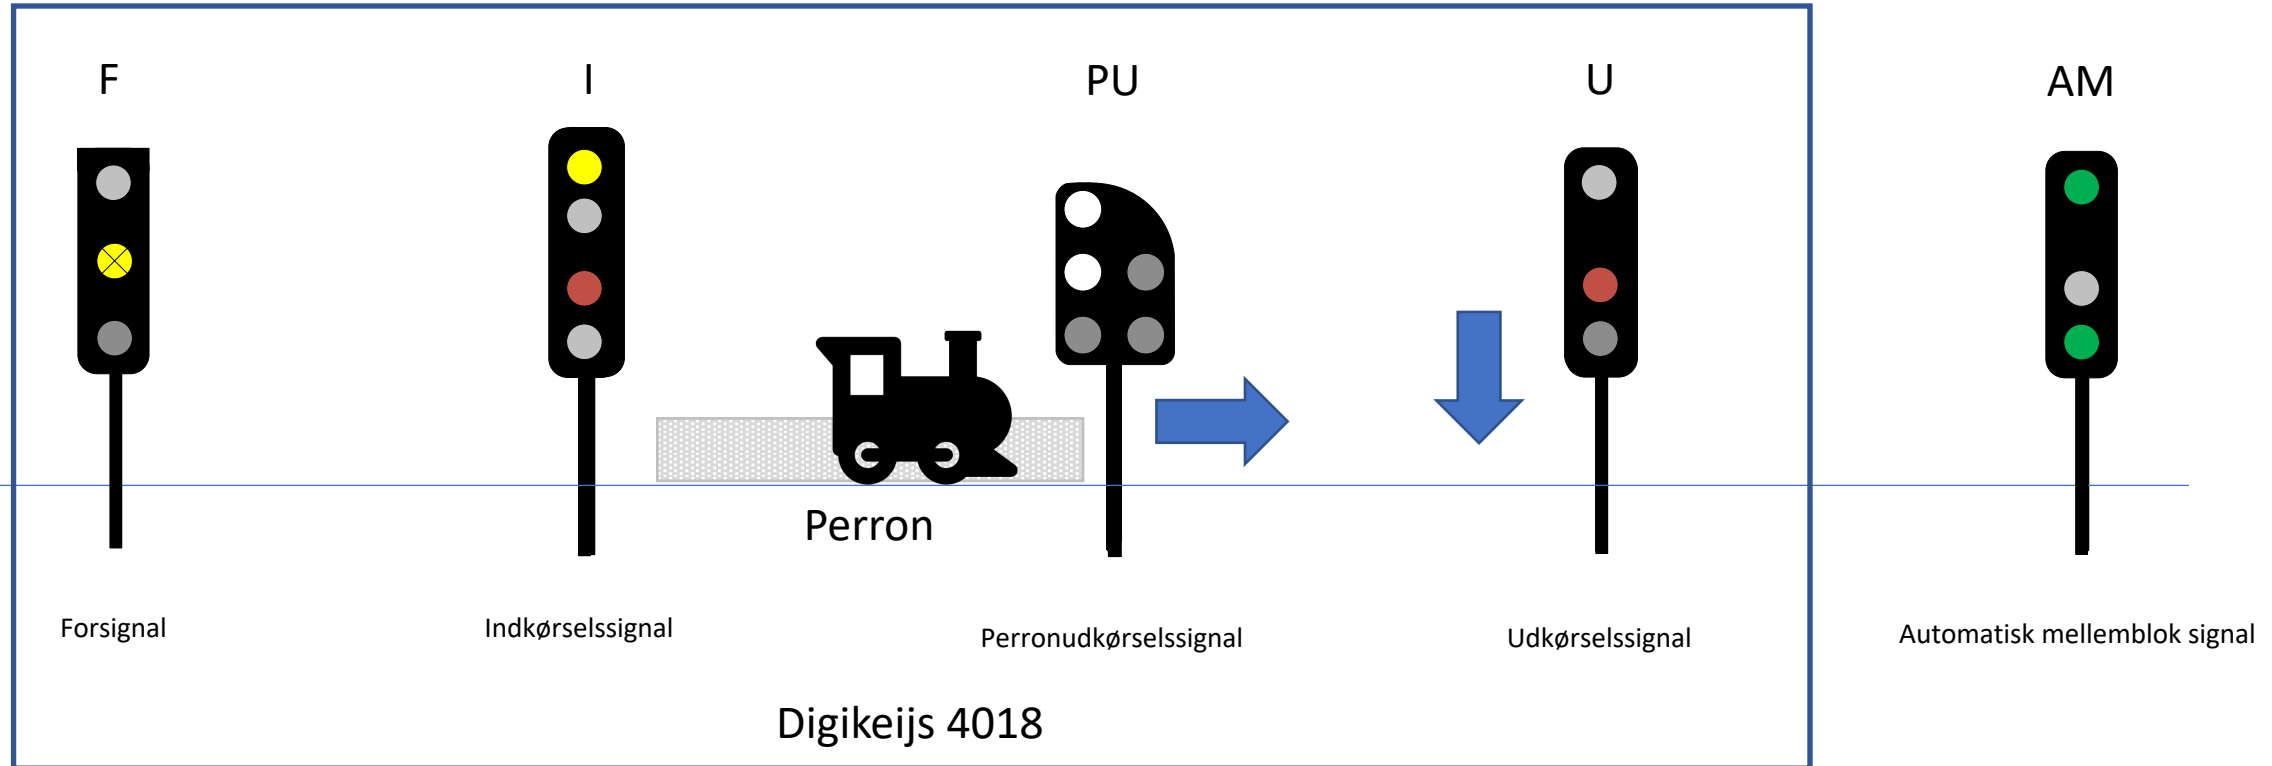 F
I
PU
U
AM
Perron
Forsignal
Indkørselssignal
Perronudkørselssignal
Udkørselssignal
Automatisk mellemblok signal
Digikeijs 4018